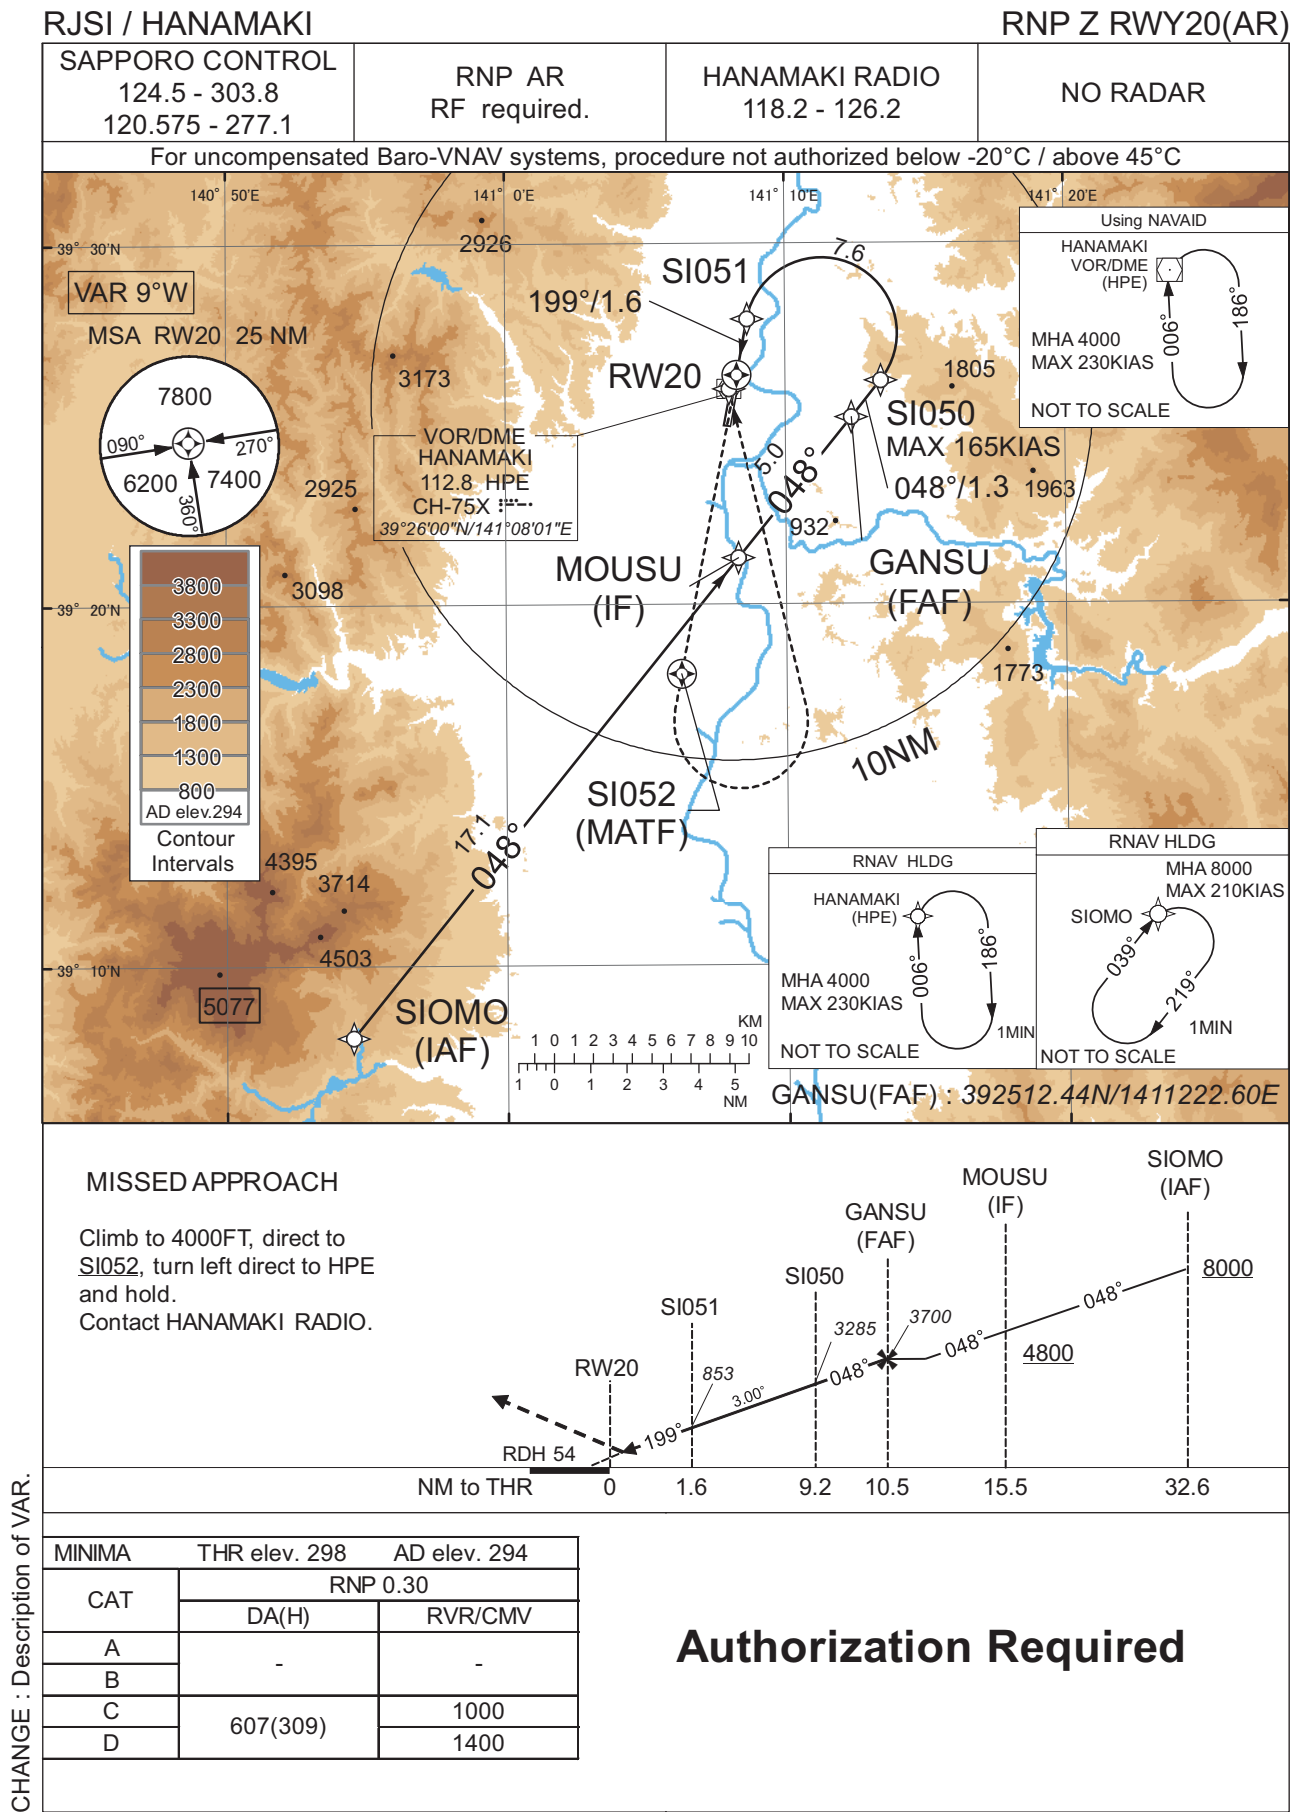 RJSI / HANAMAKI
RNP Z RWY20(AR)
SAPPORO CONTROL
124.5 - 303.8
120.575 - 277.1
RNP AR
RF required.
HANAMAKI RADIO
118.2 - 126.2
NO RADAR
For uncompensated Baro-VNAV systems, procedure not authorized below -20°C / above 45°C
140° 50'E
141° 0'E
141° 10'E
141° 20'E
39° 30'N
39° 20'N
39° 10'N
VAR 9°W
MSA RW20 25 NM
7800
090°
270°
6200
7400
360°
2926
3173
2925
3098
SI051
7.6
199°/1.6
RW20
VOR/DME
HANAMAKI
112.8 HPE
CH-75X
39°26'00"N/141°08'01"E
1805
SI050
MAX 165KIAS
048°/1.3
1963
5.0
048°
932
MOUSU
(IF)
GANSU
(FAF)
1773
10NM
SI052
(MATF)
17.1
048°
SIOMO
(IAF)
4395
3714
4503
5077
3800
3300
2800
2300
1800
1300
800
AD elev.294
Contour
Intervals
Using NAVAID
HANAMAKI
VOR/DME
(HPE)
006°
186°
MHA 4000
MAX 230KIAS
NOT TO SCALE
RNAV HLDG
HANAMAKI
(HPE)
006°
186°
MHA 4000
MAX 230KIAS
1MIN
NOT TO SCALE
RNAV HLDG
MHA 8000
MAX 210KIAS
SIOMO
039°
219°
1MIN
NOT TO SCALE
KM
1 0 1 2 3 4 5 6 7 8 9 10
1 0 1 2 3 4 5
NM
GANSU(FAF) : 392512.44N/1411222.60E
MISSED APPROACH
Climb to 4000FT, direct to
SI052, turn left direct to HPE
and hold.
Contact HANAMAKI RADIO.
SIOMO
(IAF)
MOUSU
(IF)
GANSU
(FAF)
SI050
SI051
RW20
8000
048°
4800
048°
3700
3285
048°
853
3.00°
199°
RDH 54
NM to THR 0 1.6 9.2 10.5 15.5 32.6
MINIMA THR elev. 298 AD elev. 294
CAT
RNP 0.30
DA(H) RVR/CMV
A
B
- -
C
D
607(309)
1000
1400
Authorization Required
CHANGE : Description of VAR.